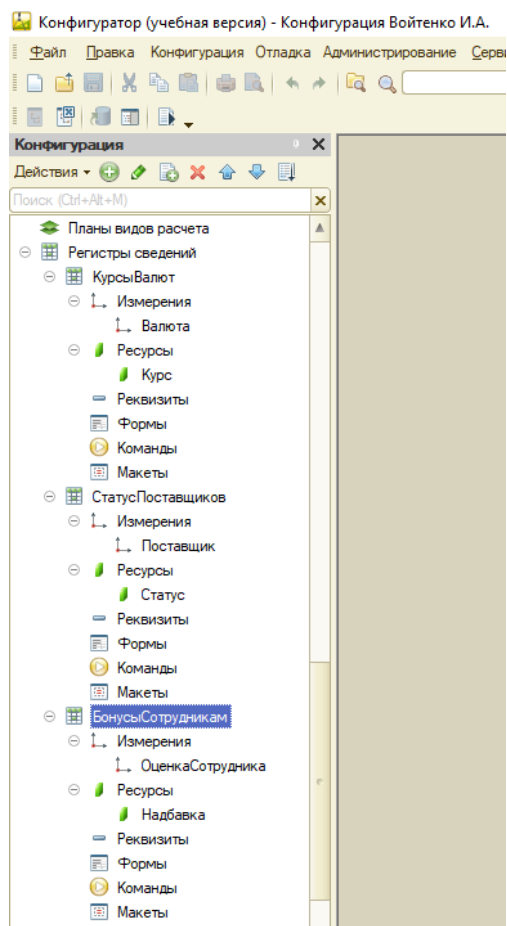 Конфигуратор (учебная версия) - Конфигурация Войтенко И.А.
Файл Правка Конфигурация Отладка Администрирование
Конфигурация
Действия
Поиск (Ctrl+Alt+M)
Планы видов расчета
Регистры сведений
КурсыВалют
Измерения
Валюта
Ресурсы
Курс
Реквизиты
Формы
Команды
Макеты
СтатусПоставщиков
Измерения
Поставщик
Ресурсы
Статус
Реквизиты
Формы
Команды
Макеты
БонусыСотрудникам
Измерения
ОценкаСотрудника
Ресурсы
Надбавка
Реквизиты
Формы
Команды
Макеты